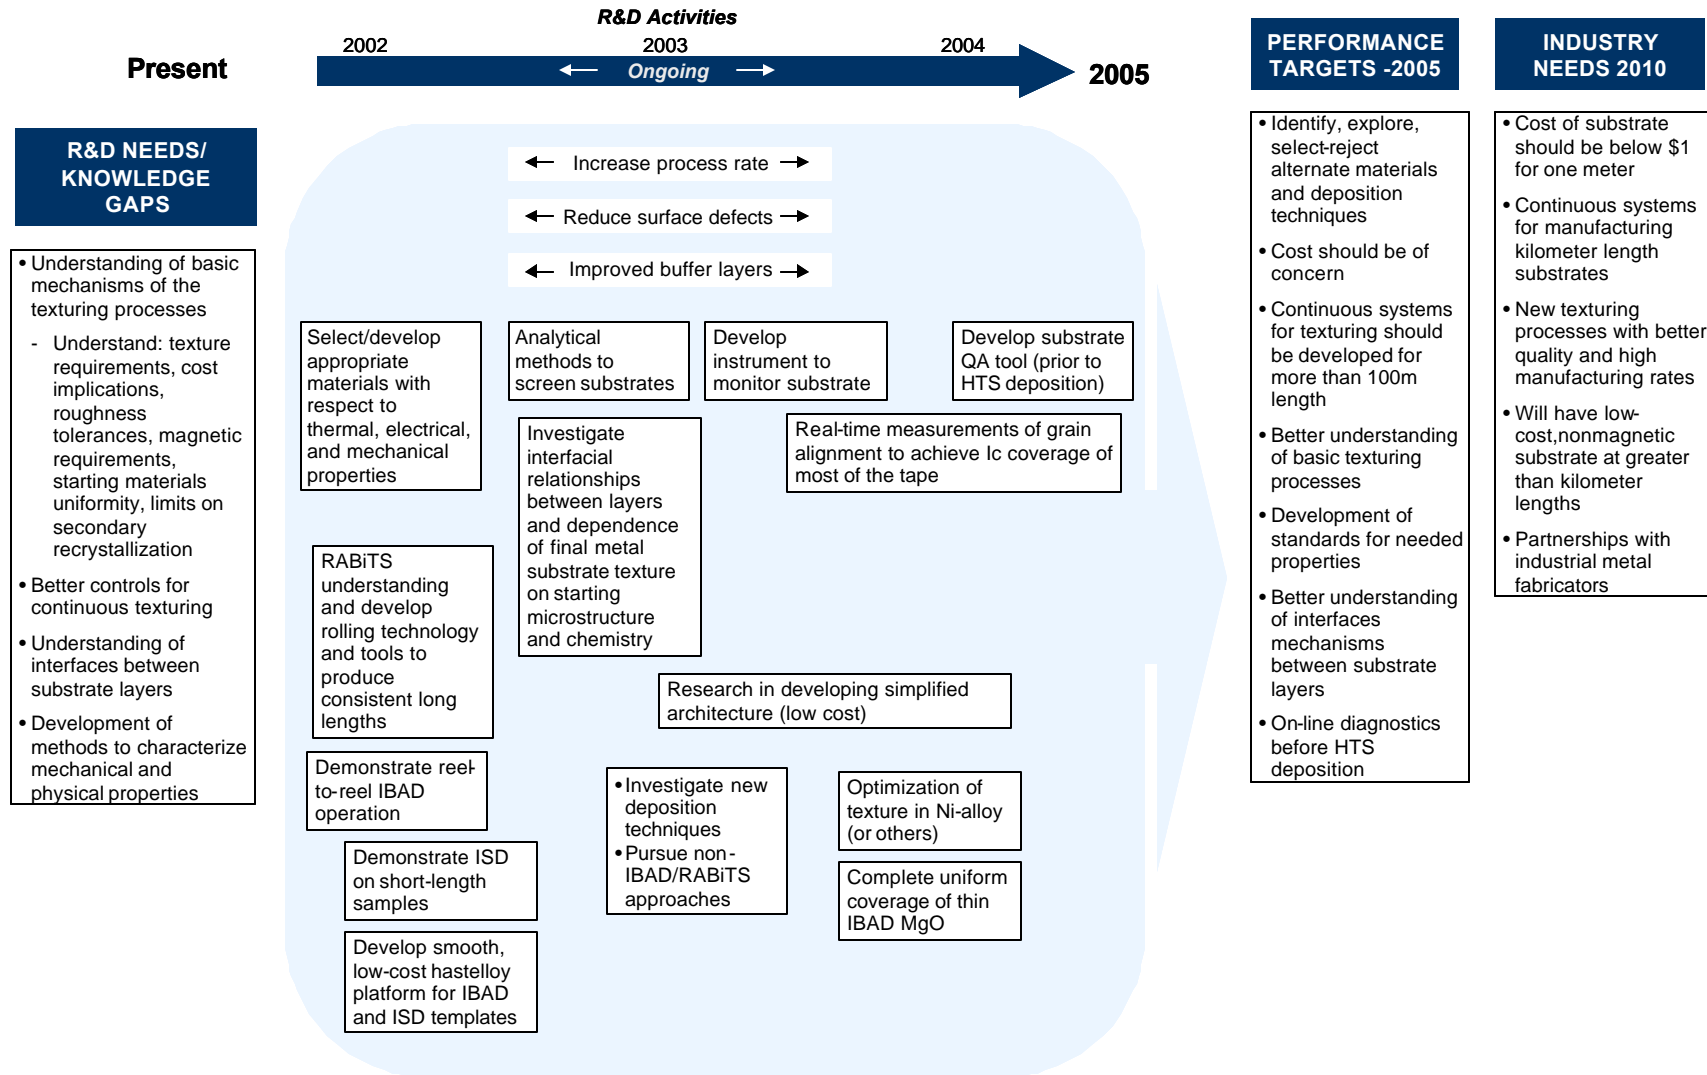 R&D Activities
2002 2003 2004
Present
Ongoing
2005
R&D NEEDS/
KNOWLEDGE
GAPS
• Understanding of basic
mechanisms of the
texturing processes
- Understand: texture
requirements, cost
implications,
roughness
tolerances, magnetic
requirements,
starting materials
uniformity, limits on
secondary
recrystallization
• Better controls for
continuous texturing
• Understanding of
interfaces between
substrate layers
• Development of
methods to characterize
mechanical and
physical properties
Increase process rate
Reduce surface defects
Improved buffer layers
Select/develop
appropriate
materials with
respect to
thermal, electrical,
and mechanical
properties
Analytical
methods to
screen substrates
Develop
instrument to
monitor substrate
Develop substrate
QA tool (prior to
HTS deposition)
Investigate
interfacial
relationships
between layers
and dependence
of final metal
substrate texture
on starting
microstructure
and chemistry
Real-time measurements of grain
alignment to achieve Ic coverage of
most of the tape
RABiTS
understanding
and develop
rolling technology
and tools to
produce
consistent long
lengths
Research in developing simplified
architecture (low cost)
Demonstrate reel-
to-reel IBAD
operation
• Investigate new
deposition
techniques
• Pursue non-
IBAD/RABiTS
approaches
Optimization of
texture in Ni-alloy
(or others)
Demonstrate ISD
on short-length
samples
Complete uniform
coverage of thin
IBAD MgO
Develop smooth,
low-cost hastelloy
platform for IBAD
and ISD templates
PERFORMANCE
TARGETS -2005
• Identify, explore,
select-reject
alternate materials
and deposition
techniques
• Cost should be of
concern
• Continuous systems
for texturing should
be developed for
more than 100m
length
• Better understanding
of basic texturing
processes
• Development of
standards for needed
properties
• Better understanding
of interfaces
mechanisms
between substrate
layers
• On-line diagnostics
before HTS
deposition
INDUSTRY
NEEDS 2010
• Cost of substrate
should be below $1
for one meter
• Continuous systems
for manufacturing
kilometer length
substrates
• New texturing
processes with better
quality and high
manufacturing rates
• Will have low-
cost,nonmagnetic
substrate at greater
than kilometer
lengths
• Partnerships with
industrial metal
fabricators